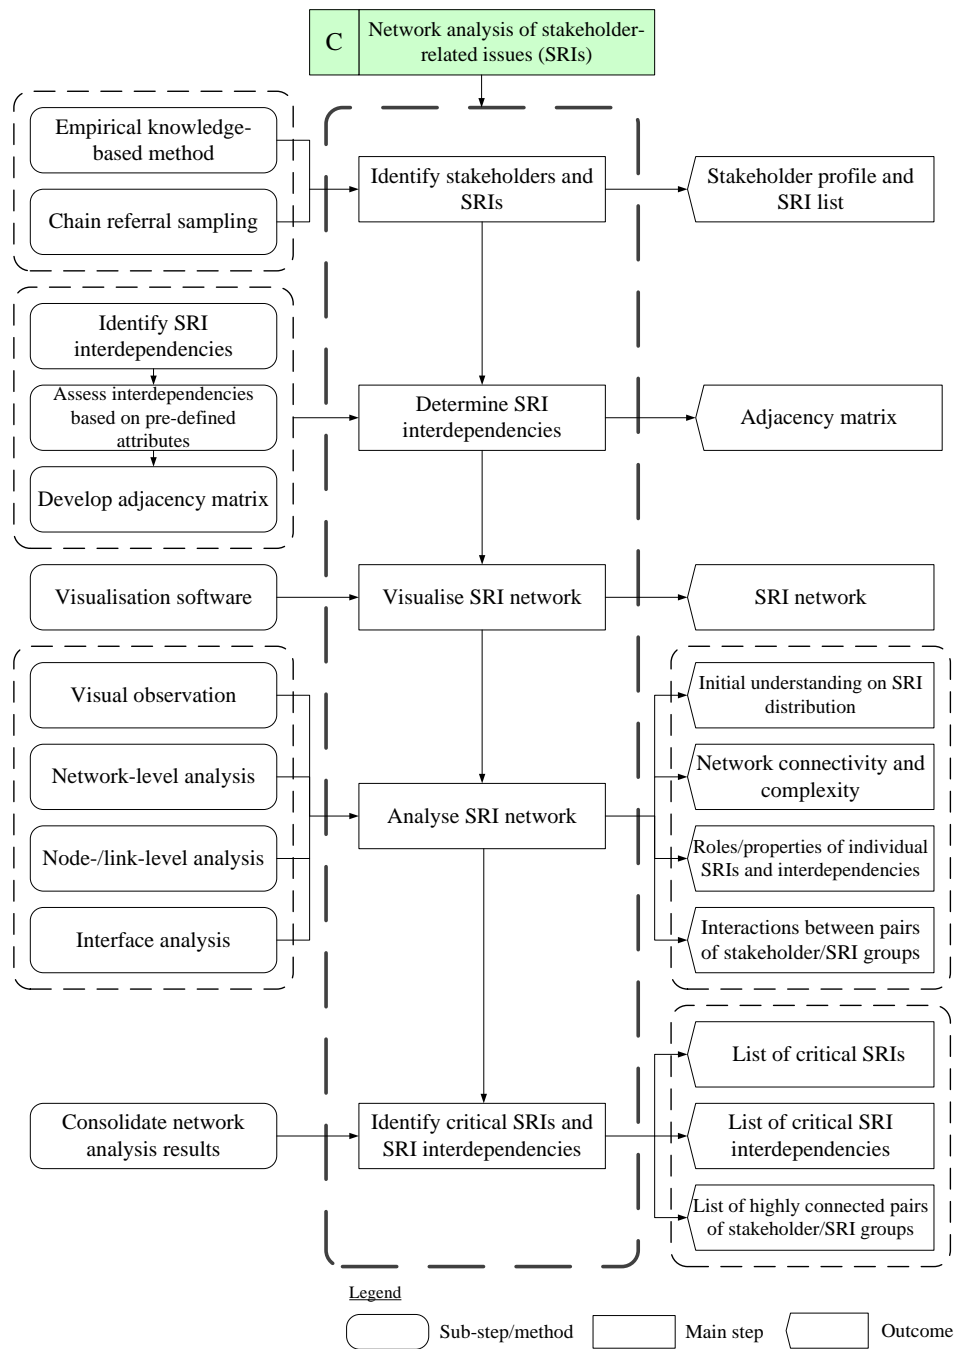 C
Network analysis of stakeholder-
related issues (SRIs)
Empirical knowledge-
based method
Chain referral sampling
Identify stakeholders and
SRIs
Stakeholder profile and
SRI list
Identify SRI
interdependencies
Assess interdependencies
based on pre-defined
attributes
Develop adjacency matrix
Determine SRI
interdependencies
Adjacency matrix
Visualisation software
Visualise SRI network
SRI network
Visual observation
Network-level analysis
Node-/link-level analysis
Interface analysis
Analyse SRI network
Initial understanding on SRI
distribution
Network connectivity and
complexity
Roles/properties of individual
SRIs and interdependencies
Interactions between pairs
of stakeholder/SRI groups
Consolidate network
analysis results
Identify critical SRIs and
SRI interdependencies
List of critical SRIs
List of critical SRI
interdependencies
List of highly connected pairs
of stakeholder/SRI groups
Legend
Sub-step/method
Main step
Outcome